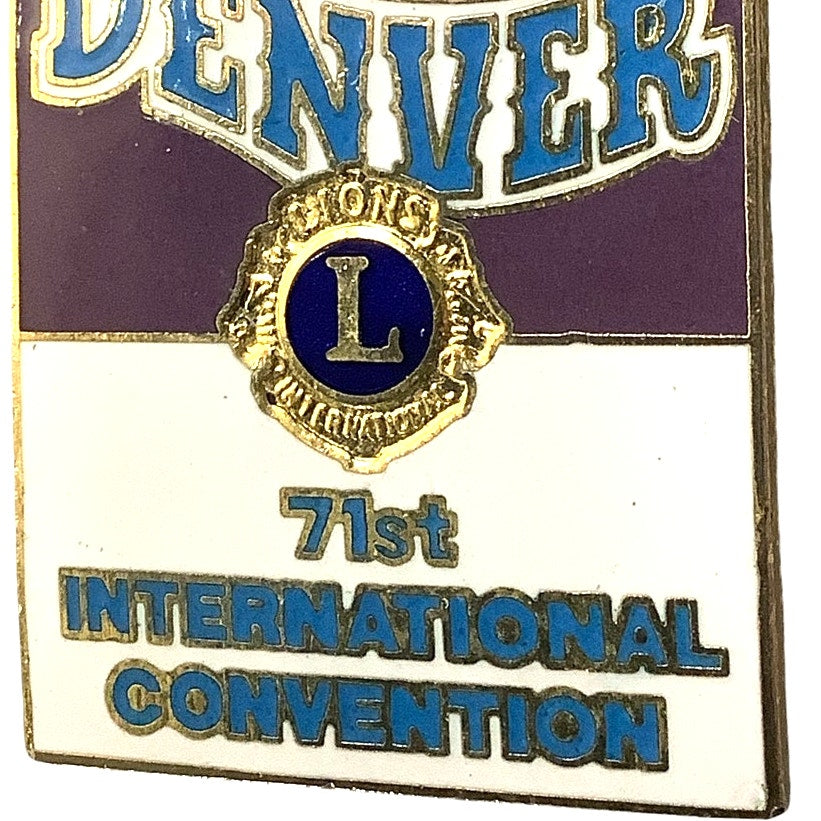 DENVER
LIONS
L
INTERNATIONAL
71st
INTERNATIONAL
CONVENTION